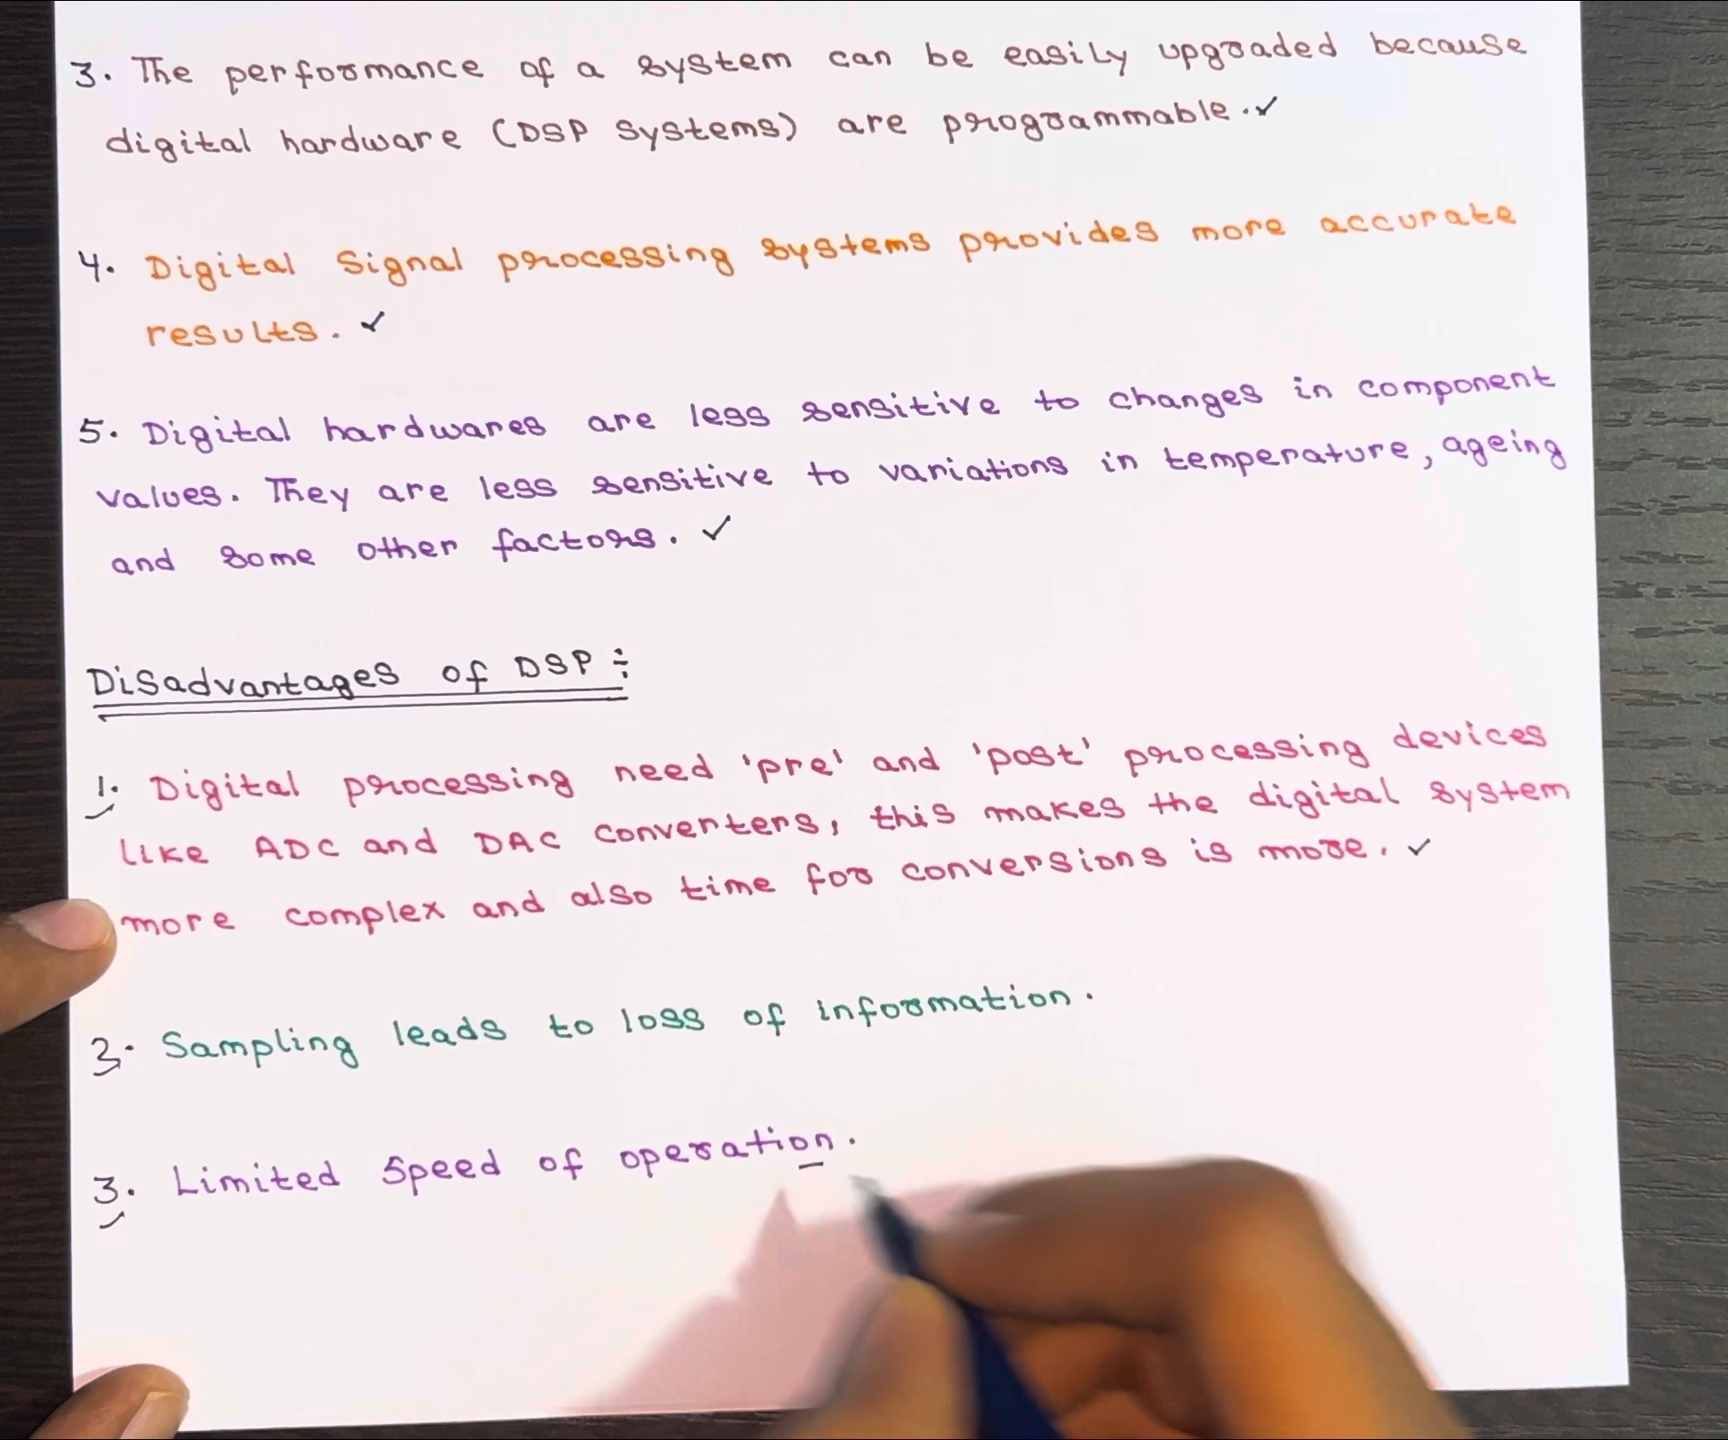 3. The performance of a system can be easily upgraded because
digital hardware (DSP systems) are programmable.
4. Digital Signal processing systems provides more accurate
results.
5. Digital hardwares are less sensitive to changes in component
values. They are less sensitive to variations in temperature, ageing
and some other factors.
Disadvantages of DSP :
1. Digital processing need 'pre' and 'post' processing devices
like ADC and DAC converters, this makes the digital system
more complex and also time for conversions is more.
2. Sampling leads to loss of information.
3. Limited Speed of operation.